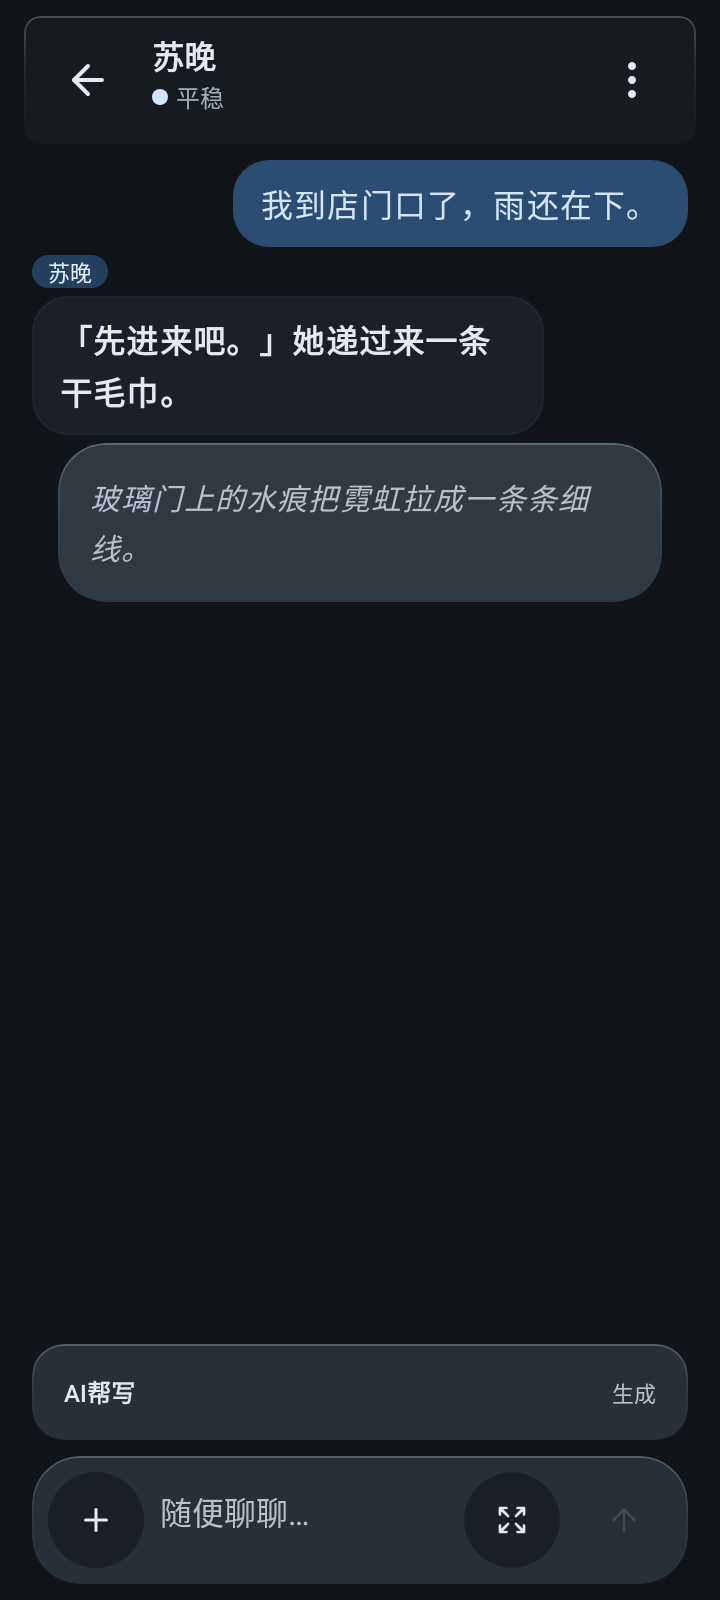 苏晚
平稳
我到店门口了，雨还在下。
苏晚
「先进来吧。」她递过来一条
干毛巾。
玻璃门上的水痕把霓虹拉成一条条细
线。
AI帮写
生成
随便聊聊...